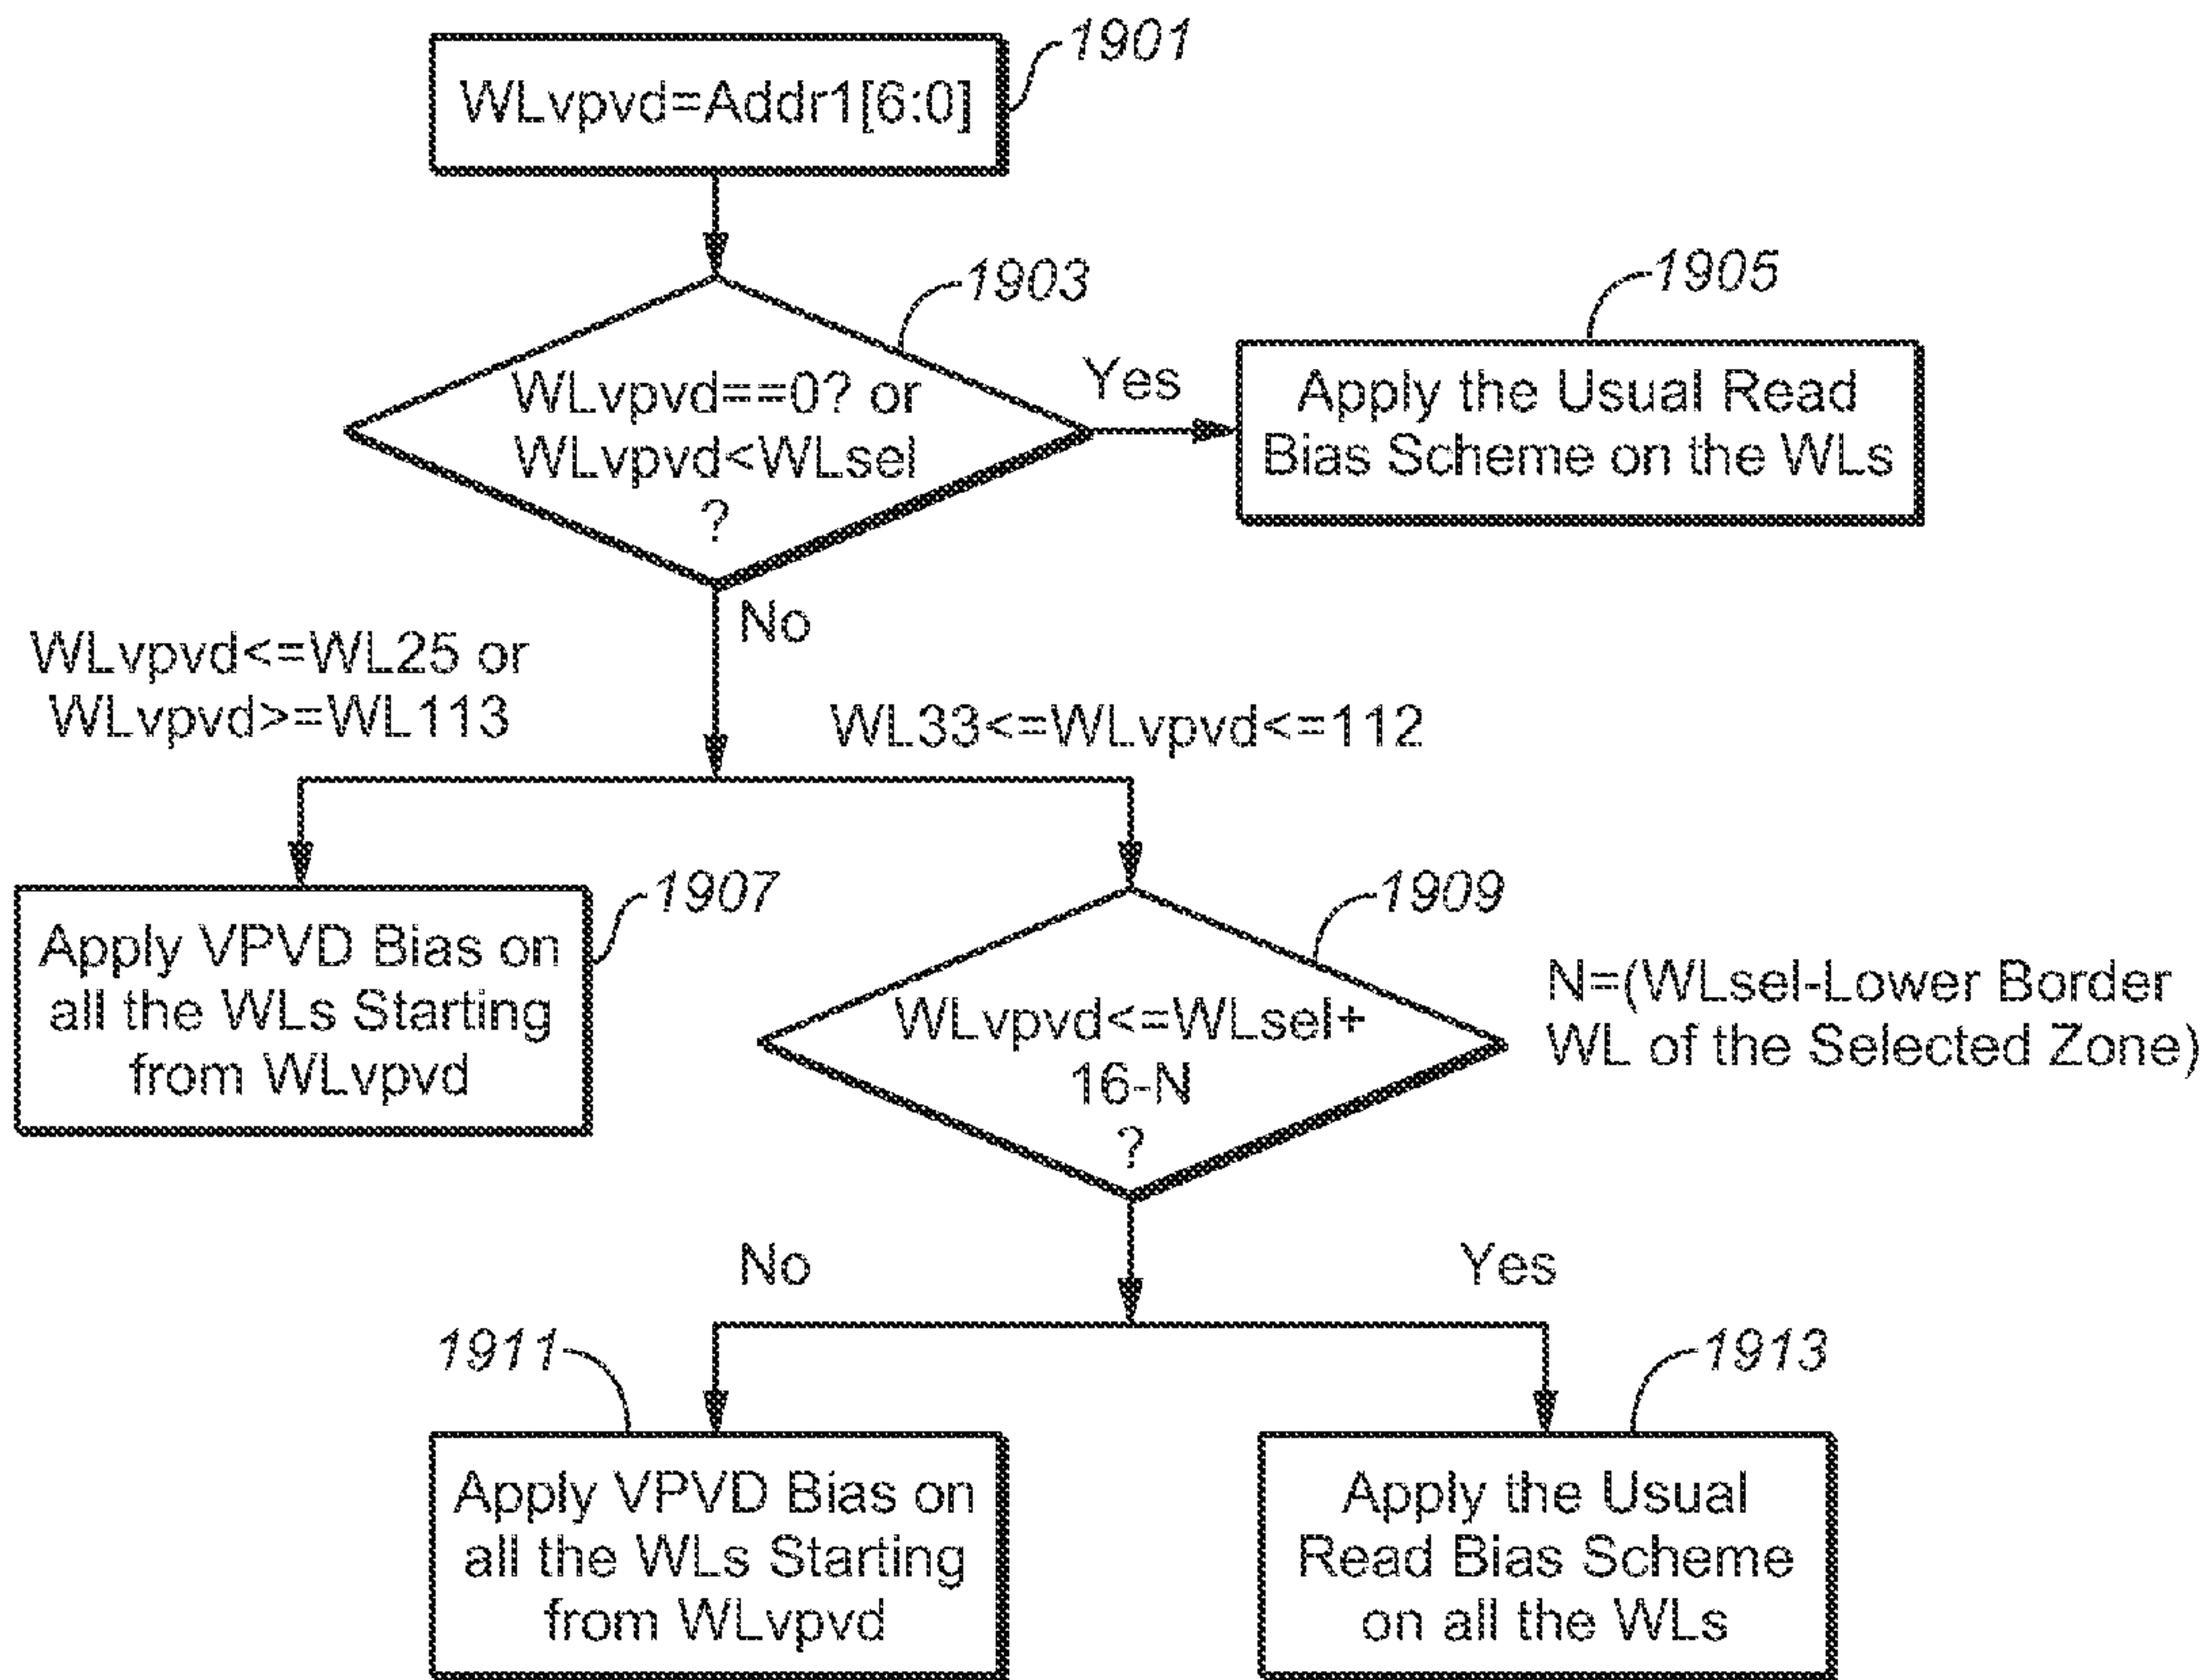 1901
WLvpvd=Addr1[6:0]
1903
WLvpvd==0? or
WLvpvd<WLsel
?
Yes
1905
Apply the Usual Read
Bias Scheme on the WLs
No
WLvpvd<=WL25 or
WLvpvd>=WL113
WL33<=WLvpvd<=112
1907
Apply VPVD Bias on
all the WLs Starting
from WLvpvd
1909
WLvpvd<=WLsel+
16-N
?
N=(WLsel-Lower Border
WL of the Selected Zone)
No
Yes
1911
Apply VPVD Bias on
all the WLs Starting
from WLvpvd
1913
Apply the Usual
Read Bias Scheme
on all the WLs